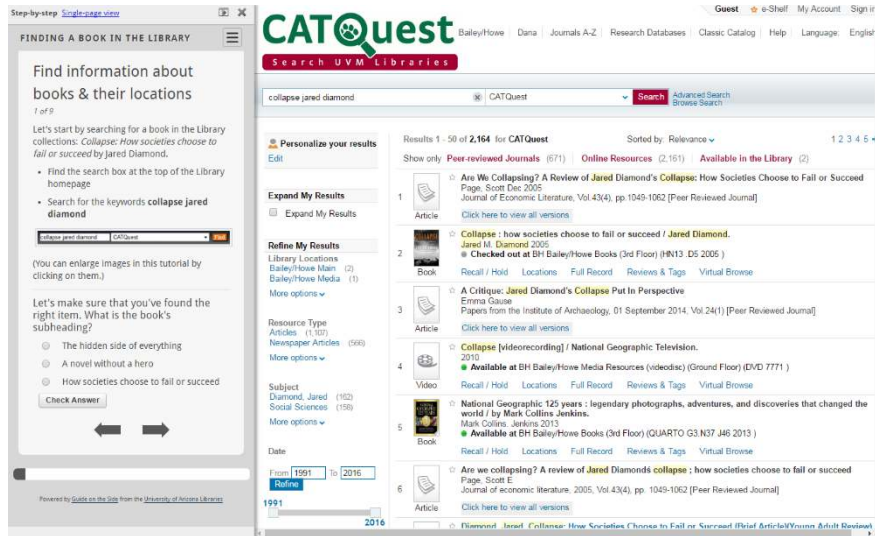 Step-by-step Single-page view
FINDING A BOOK IN THE LIBRARY
Find information about
books & their locations
1 of 9
Let's start by searching for a book in the Library
collections: Collapse: How societies choose to
fail or succeed by Jared Diamond.
• Find the search box at the top of the Library
homepage
• Search for the keywords collapse jared
diamond
collapse jared diamond CATQuest Find
(You can enlarge images in this tutorial by
clicking on them.)
Let's make sure that you've found the
right item. What is the book's
subheading?
The hidden side of everything
A novel without a hero
How societies choose to fail or succeed
Check Answer
Powered by Guide on the Side from the University of Arizona Libraries
Guest e-Shelf My Account Sign in
CATQuest
Search UVM Libraries
Bailey/Howe Dana Journals A-Z Research Databases Classic Catalog Help Language: English
collapse jared diamond CATQuest Search Advanced Search
Browse Search
Personalize your results
Edit
Expand My Results
Expand My Results
Refine My Results
Library Locations
Bailey/Howe Main (2)
Bailey/Howe Media (1)
More options
Resource Type
Articles (1,107)
Newspaper Articles (566)
More options
Subject
Diamond, Jared (162)
Social Sciences (158)
More options
Date
From 1991 To 2016
Refine
1991
2016
Results 1 - 50 of 2,164 for CATQuest Sorted by: Relevance 1 2 3 4 5
Show only Peer-reviewed Journals (671) Online Resources (2,161) Available in the Library (2)
1
Article
Are We Collapsing? A Review of Jared Diamond's Collapse: How Societies Choose to Fail or Succeed
Page, Scott Dec 2005
Journal of Economic Literature, Vol.43(4), pp.1049-1062 [Peer Reviewed Journal]
Click here to view all versions
2
Book
Collapse : how societies choose to fail or succeed / Jared Diamond.
Jared M. Diamond 2005
Checked out at BH Bailey/Howe Books (3rd Floor) (HN13 .D5 2005 )
Recall / Hold Locations Full Record Reviews & Tags Virtual Browse
3
Article
A Critique: Jared Diamond's Collapse Put In Perspective
Emma Gause
Papers from the Institute of Archaeology, 01 September 2014, Vol.24(1) [Peer Reviewed Journal]
Click here to view all versions
4
Video
Collapse [videorecording] / National Geographic Television.
2010
Available at BH Bailey/Howe Media Resources (videodisc) (Ground Floor) (DVD 7771 )
Recall / Hold Locations Full Record Reviews & Tags Virtual Browse
5
Book
National Geographic 125 years : legendary photographs, adventures, and discoveries that changed the
world / by Mark Collins Jenkins.
Mark Collins. Jenkins 2013
Available at BH Bailey/Howe Books (3rd Floor) (QUARTO G3.N37 J46 2013 )
Recall / Hold Locations Full Record Reviews & Tags Virtual Browse
6
Article
Are we collapsing? A review of Jared Diamonds collapse ; how societies choose to fail or succeed
Page, Scott E
Journal of economic literature, 2005, Vol.43(4), pp. 1049-1062 [Peer Reviewed Journal]
Click here to view all versions
Diamond, Jared. Collapse: How Societies Choose to Fail or Succeed (Brief Article)(Young Adult Review)